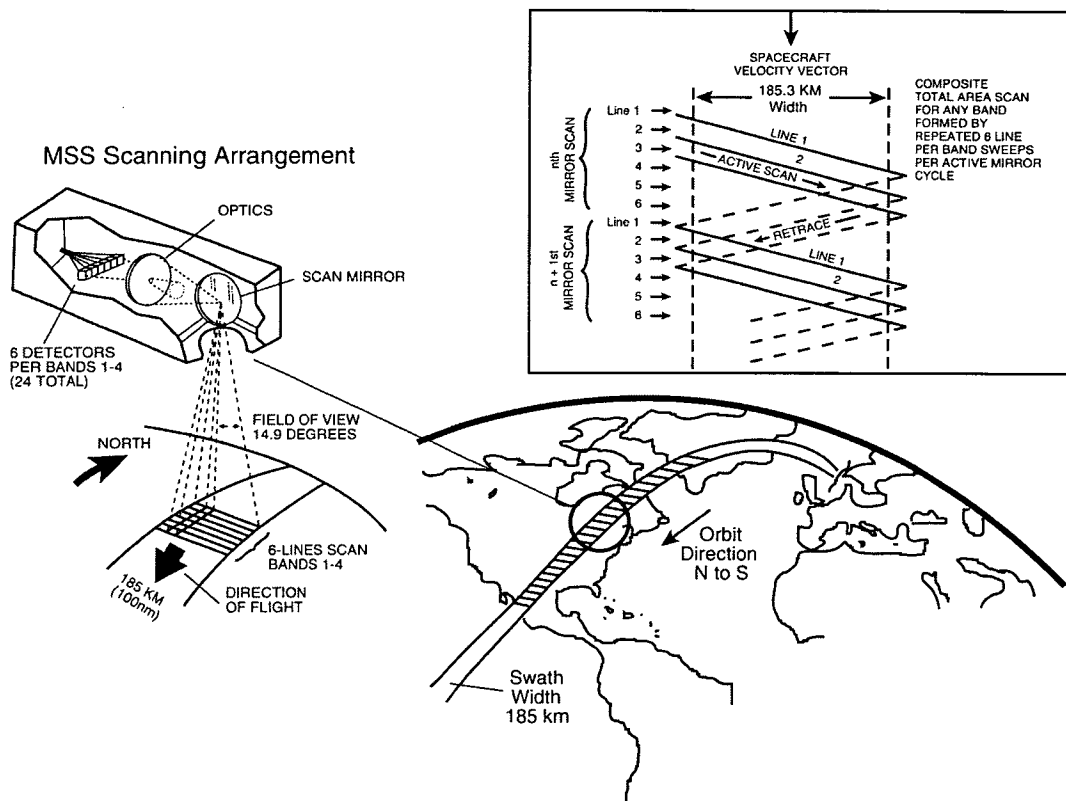 SPACECRAFT
VELOCITY VECTOR
185.3 KM
Width
COMPOSITE
TOTAL AREA SCAN
FOR ANY BAND
FORMED BY
REPEATED 6 LINE
PER BAND SWEEPS
PER ACTIVE MIRROR
CYCLE
nth
MIRROR SCAN
Line 1
2
3
4
5
6
LINE 1
2
ACTIVE SCAN
RETRACE
n + 1st
MIRROR SCAN
Line 1
2
3
4
5
6
LINE 1
2
MSS Scanning Arrangement
OPTICS
SCAN MIRROR
6 DETECTORS
PER BANDS 1-4
(24 TOTAL)
FIELD OF VIEW
14.9 DEGREES
NORTH
6-LINES SCAN
BANDS 1-4
185 KM
(100nm)
DIRECTION
OF FLIGHT
Orbit
Direction
N to S
Swath
Width
185 km